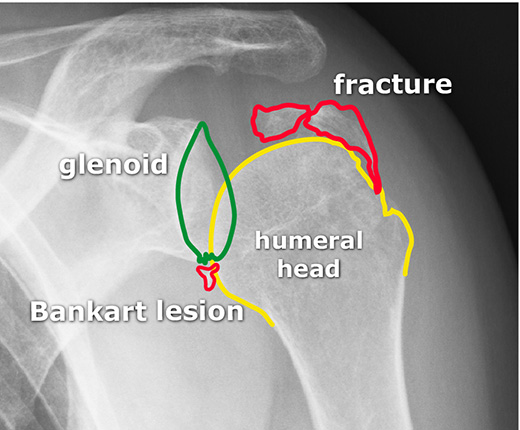 fracture
glenoid
humeral
head
Bankart lesion